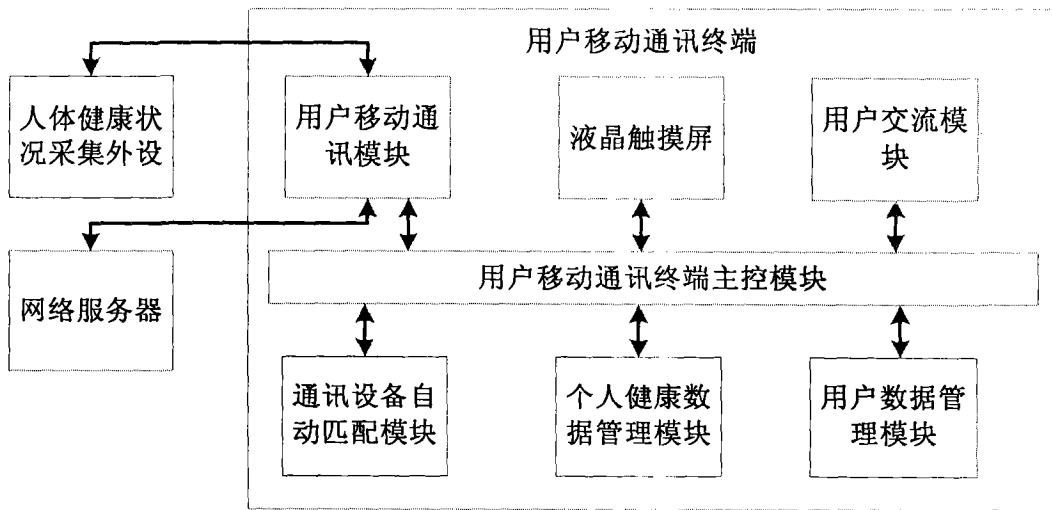 用户移动通讯终端
人体健康状
况采集外设
用户移动通
讯模块
液晶触摸屏
用户交流模
块
用户移动通讯终端主控模块
网络服务器
通讯设备自
动匹配模块
个人健康数
据管理模块
用户数据管
理模块